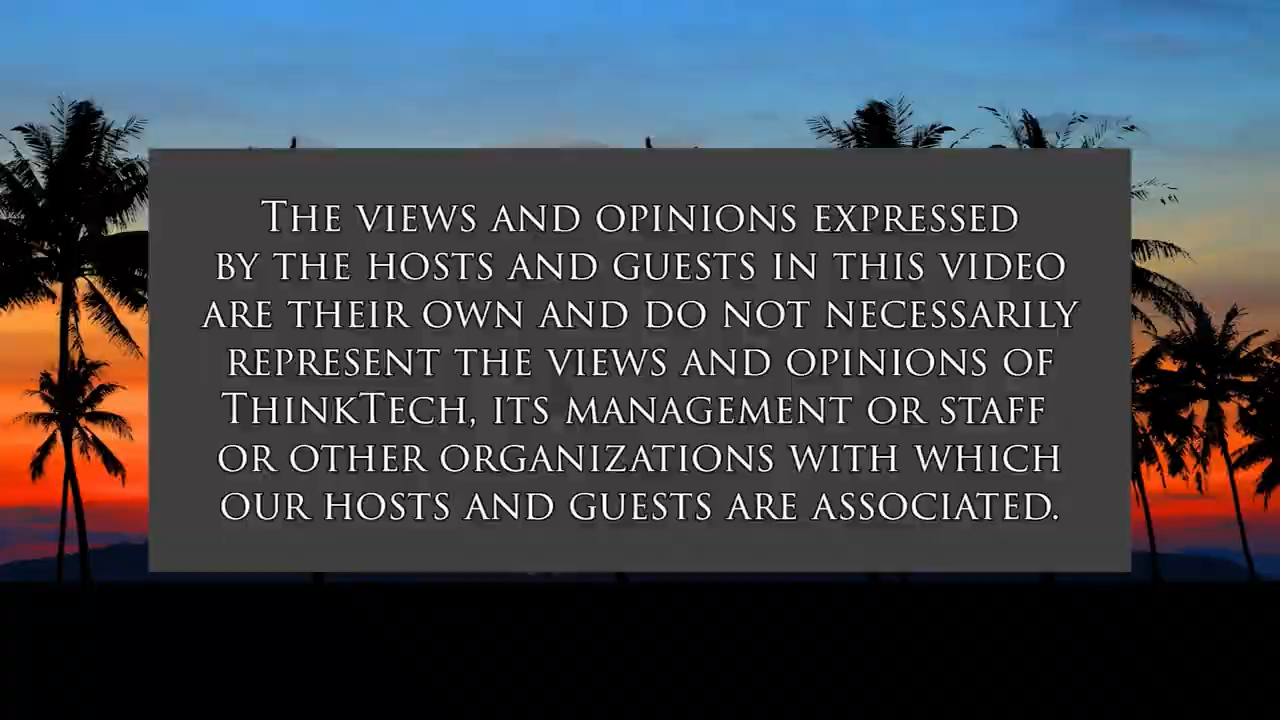 The views and opinions expressed
by the hosts and guests in this video
are their own and do not necessarily
represent the views and opinions of
ThinkTech, its management or staff
or other organizations with which
our hosts and guests are associated.